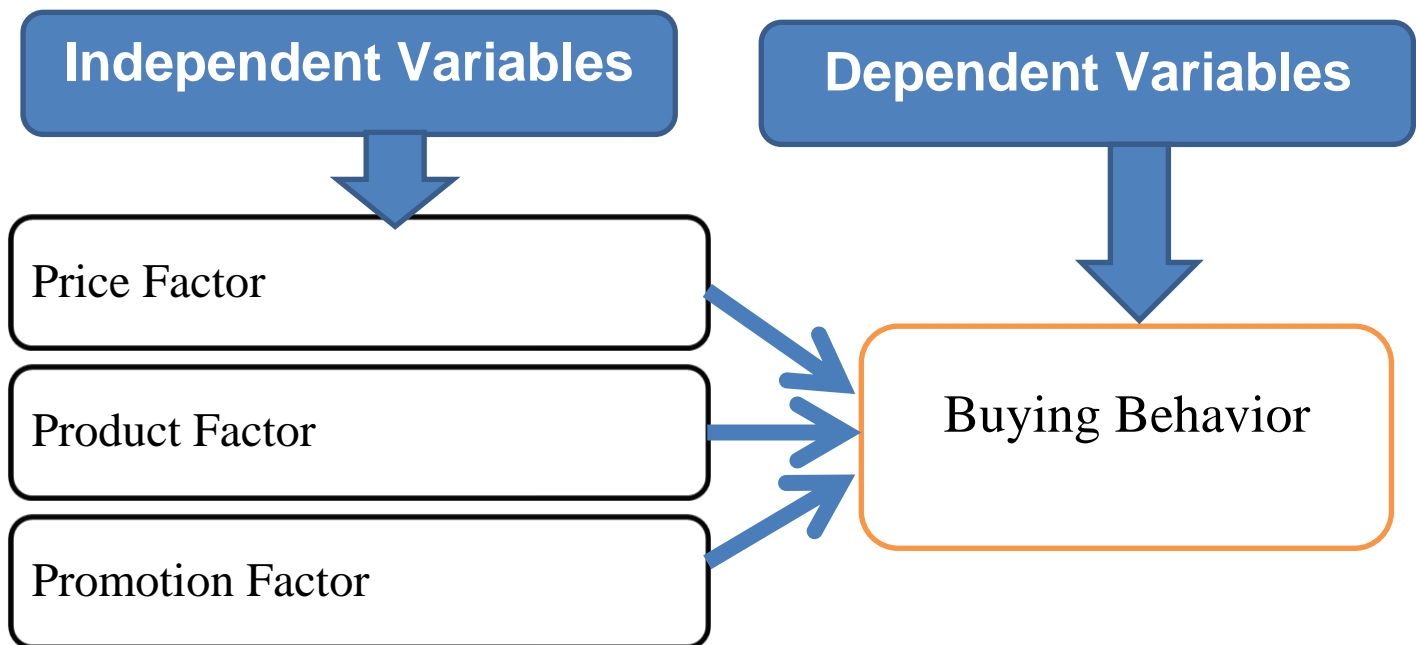 Independent Variables
Dependent Variables
Price Factor
Product Factor
Promotion Factor
Buying Behavior